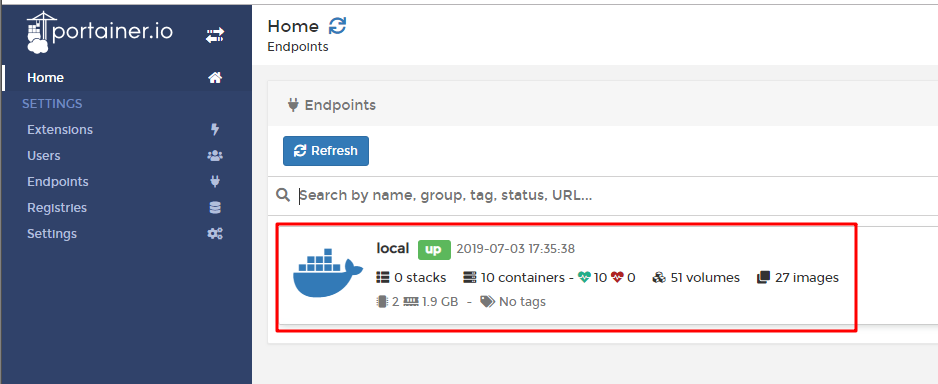 portainer.io
Home
SETTINGS
Extensions
Users
Endpoints
Registries
Settings
Home
Endpoints
Endpoints
Refresh
Search by name, group, tag, status, URL...
local up 2019-07-03 17:35:38
0 stacks 10 containers - 10 0 51 volumes 27 images
2 1.9 GB - No tags